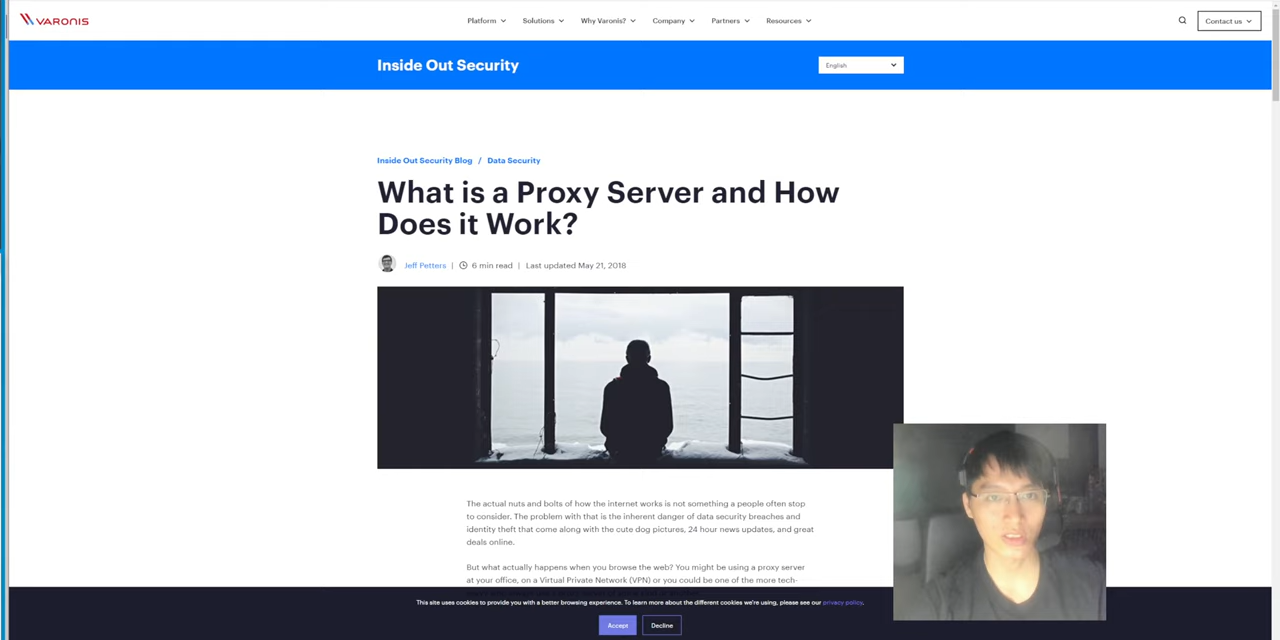 VARONIS
Platform Solutions Why Varonis? Company Partners Resources
Contact us
Inside Out Security
English
Inside Out Security Blog / Data Security
What is a Proxy Server and How
Does it Work?
Jeff Petters | 6 min read | Last updated May 21, 2018
The actual nuts and bolts of how the internet works is not something a people often stop
to consider. The problem with that is the inherent danger of data security breaches and
identity theft that come along with the cute dog pictures, 24 hour news updates, and great
deals online.
But what actually happens when you browse the web? You might be using a proxy server
at your office, on a Virtual Private Network (VPN) or you could be one of the more tech-
This site uses cookies to provide you with a better browsing experience. To learn more about the different cookies we're using, please see our privacy policy.
Accept Decline